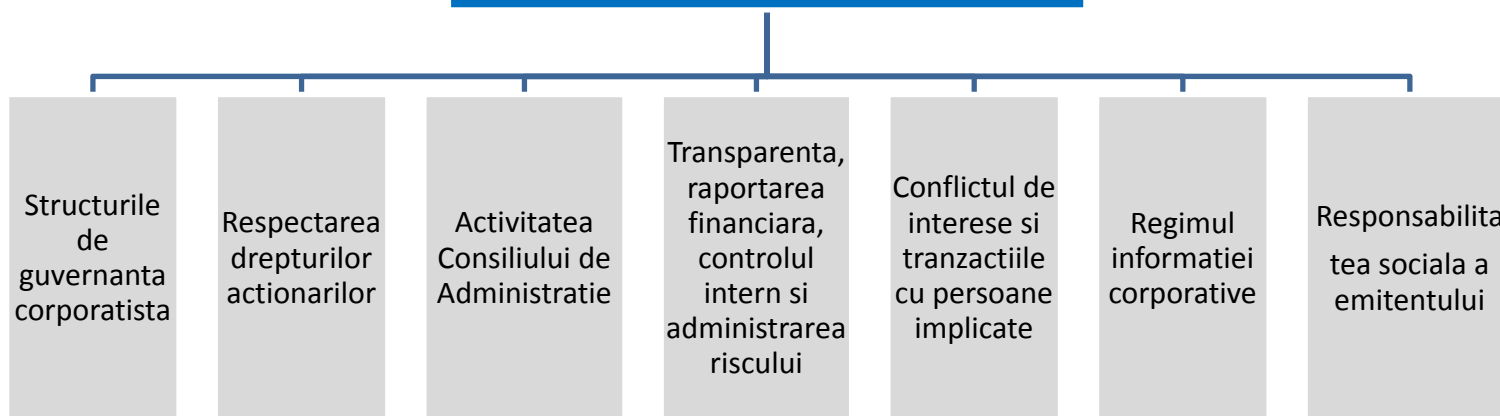 Structurile
de
guvernanta
corporatista
Respectarea
drepturilor
actionarilor
Activitatea
Consiliului de
Administratie
Transparenta,
raportarea
financiara,
controlul
intern si
administrarea
riscului
Conflictul de
interese si
tranzactiile
cu persoane
implicate
Regimul
informatiei
corporative
Responsabilita
tea sociala a
emitentului